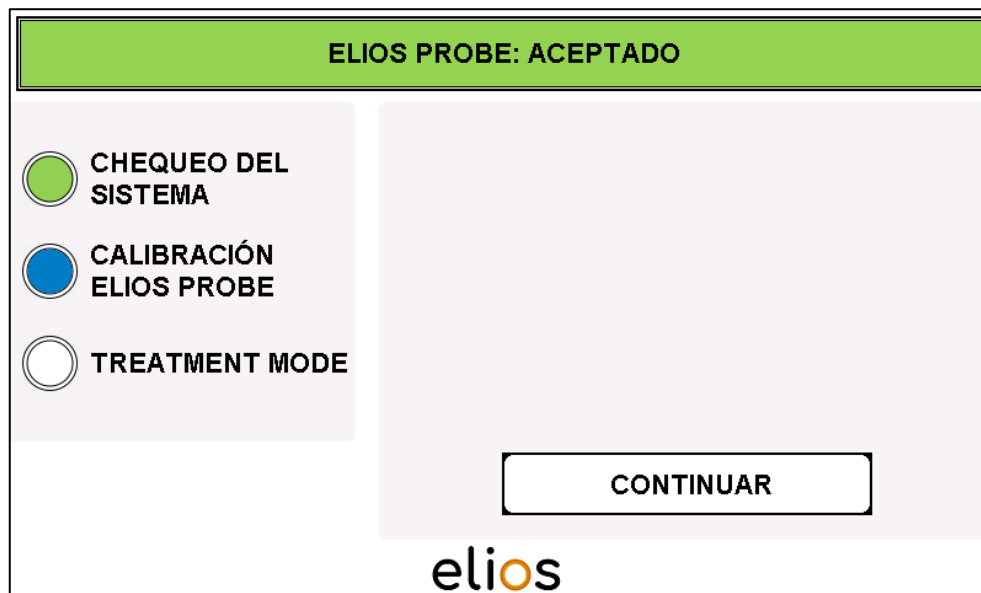 ELIOS PROBE: ACEPTADO
CHEQUEO DEL
SISTEMA
CALIBRACIÓN
ELIOS PROBE
TREATMENT MODE
CONTINUAR
elios